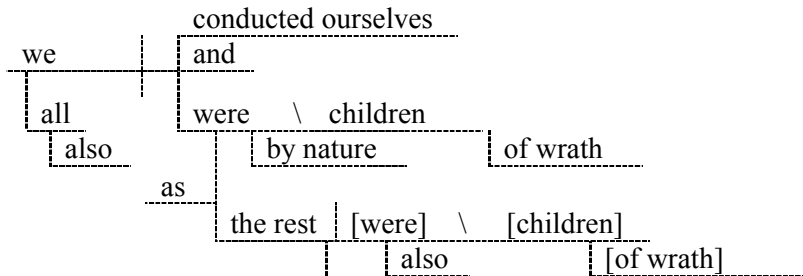 conducted ourselves
we and
all were \ children
also by nature of wrath
as
the rest [were] \ [children]
also [of wrath]